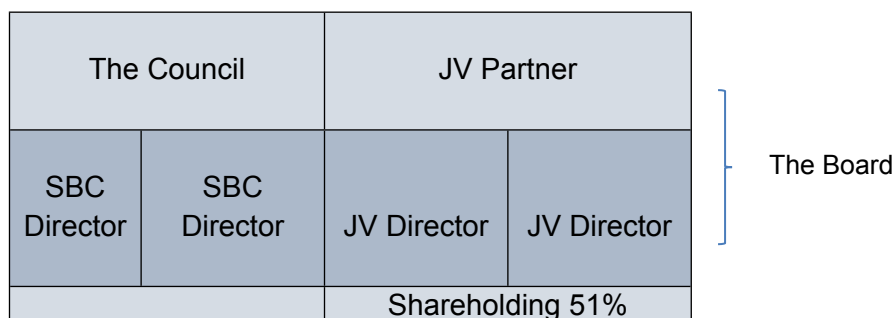 The Council
JV Partner
SBC
Director
SBC
Director
JV Director
JV Director
The Board
Shareholding 51%